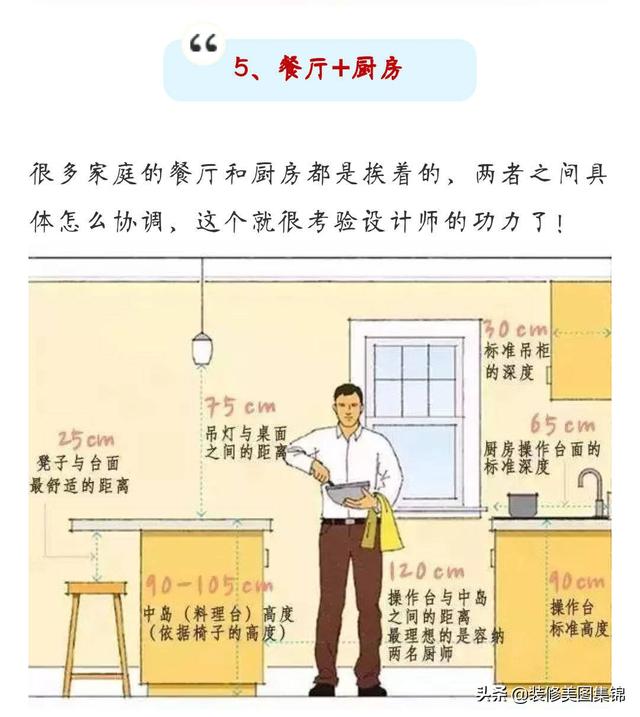 5、餐厅+厨房
很多家庭的餐厅和厨房都是挨着的，两者之间具
体怎么协调，这个就很考验设计师的功力了！
30cm
标准吊柜
的深度
75cm
吊灯与桌面
之间的距离
25cm
凳子与台面
最舒适的距离
65cm
厨房操作台面的
标准深度
90-105cm
中岛（料理台）高度
（依据椅子的高度）
120cm
操作台与中岛
之间的距离
最理想的是容纳
两名厨师
90cm
操作台
标准高度
头条@装修美图集锦